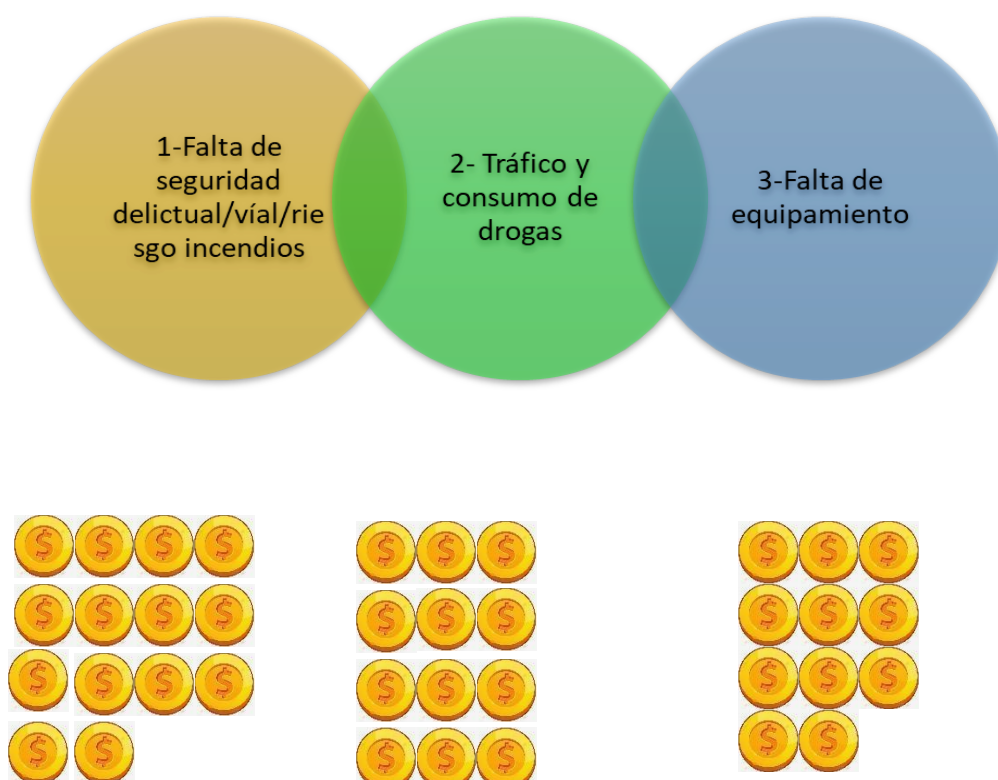 1-Falta de
seguridad
delictual/víal/rie
sgo incendios
2- Tráfico y
consumo de
drogas
3-Falta de
equipamiento
$ $ $ $
$ $ $ $
$ $ $ $
$ $
$ $ $
$ $ $
$ $ $
$ $ $
$ $ $
$ $ $
$ $ $
$ $